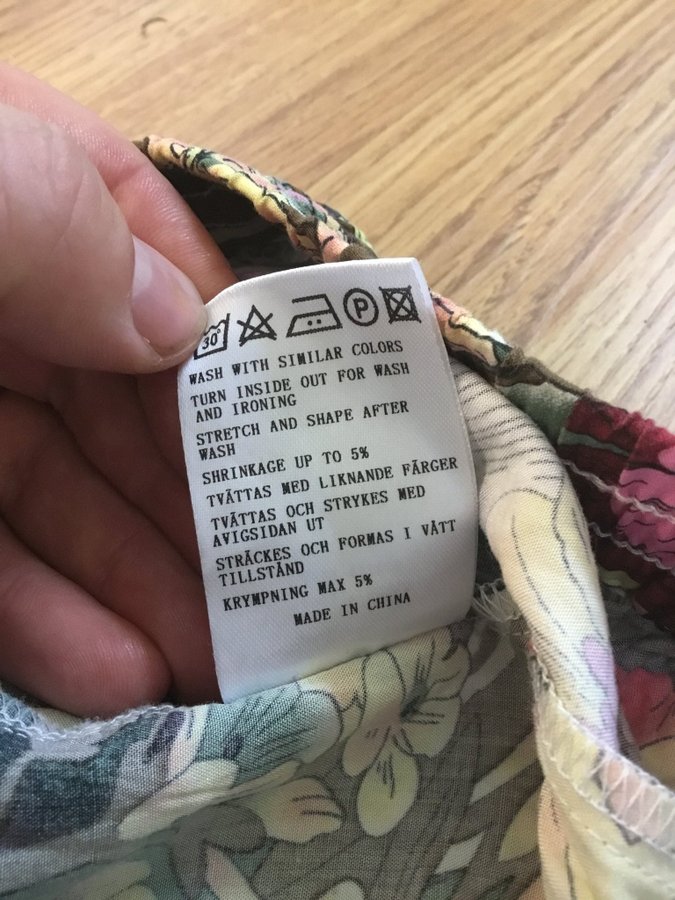 30°
P
WASH WITH SIMILAR COLORS
TURN INSIDE OUT FOR WASH
AND IRONING
STRETCH AND SHAPE AFTER
WASH
SHRINKAGE UP TO 5%
TVÄTTAS MED LIKNANDE FÄRGER
TVÄTTAS OCH STRYKES MED
AVIGSIDAN UT
STRÄCKES OCH FORMAS I VÅTT
TILLSTÅND
KRYMPNING MAX 5%
MADE IN CHINA